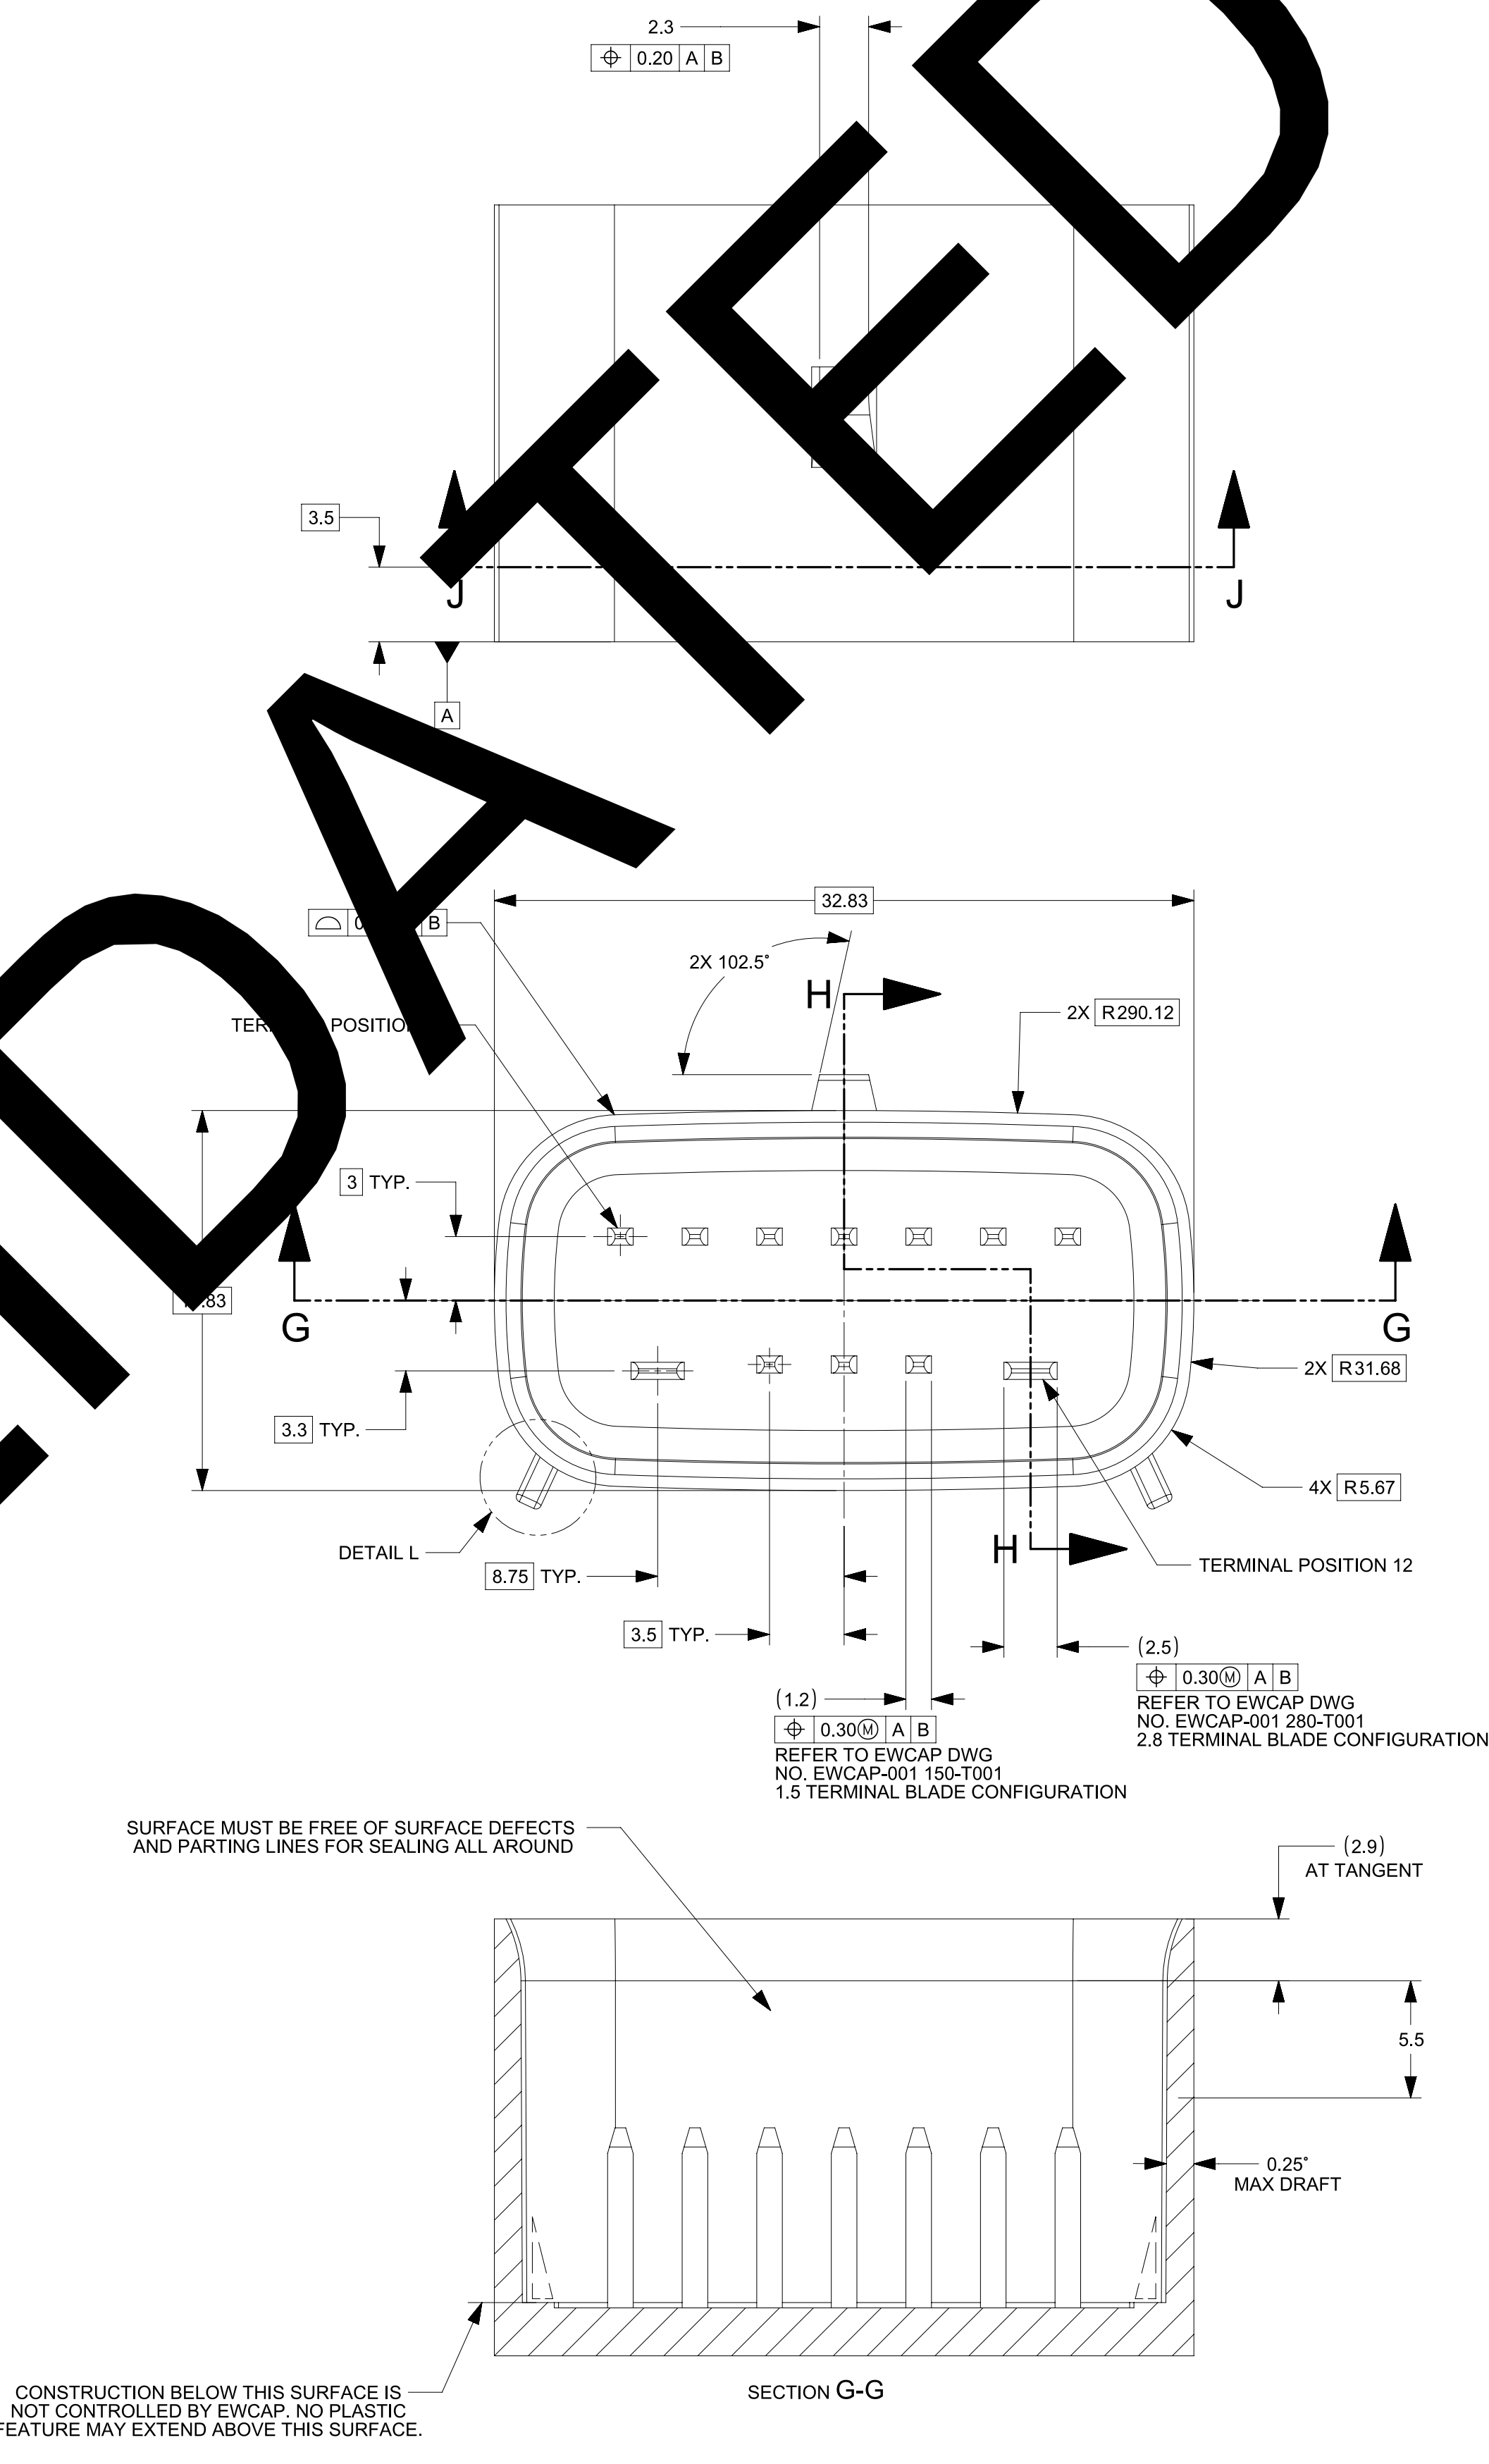 2.3
0.20 A B
3.5
J J
A
32.83
B
2X 102.5°
H
2X R290.12
3 TYP.
.83
G G
2X R31.68
3.3 TYP.
4X R5.67
DETAIL L
H
TERMINAL POSITION 12
8.75 TYP.
3.5 TYP.
(2.5)
0.30Ⓜ A B
REFER TO EWCAP DWG
NO. EWCAP-001 280-T001
2.8 TERMINAL BLADE CONFIGURATION
(1.2)
0.30Ⓜ A B
REFER TO EWCAP DWG
NO. EWCAP-001 150-T001
1.5 TERMINAL BLADE CONFIGURATION
SURFACE MUST BE FREE OF SURFACE DEFECTS
AND PARTING LINES FOR SEALING ALL AROUND
(2.9)
AT TANGENT
5.5
0.25°
MAX DRAFT
CONSTRUCTION BELOW THIS SURFACE IS
NOT CONTROLLED BY EWCAP. NO PLASTIC
FEATURE MAY EXTEND ABOVE THIS SURFACE.
SECTION G-G
DATED